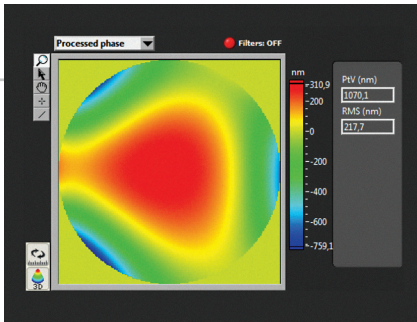 Processed phase
Filters: OFF
nm
310,9
-200
-0
-200
-400
-600
-759,1
PtV (nm)
1070,1
RMS (nm)
217,7
3D